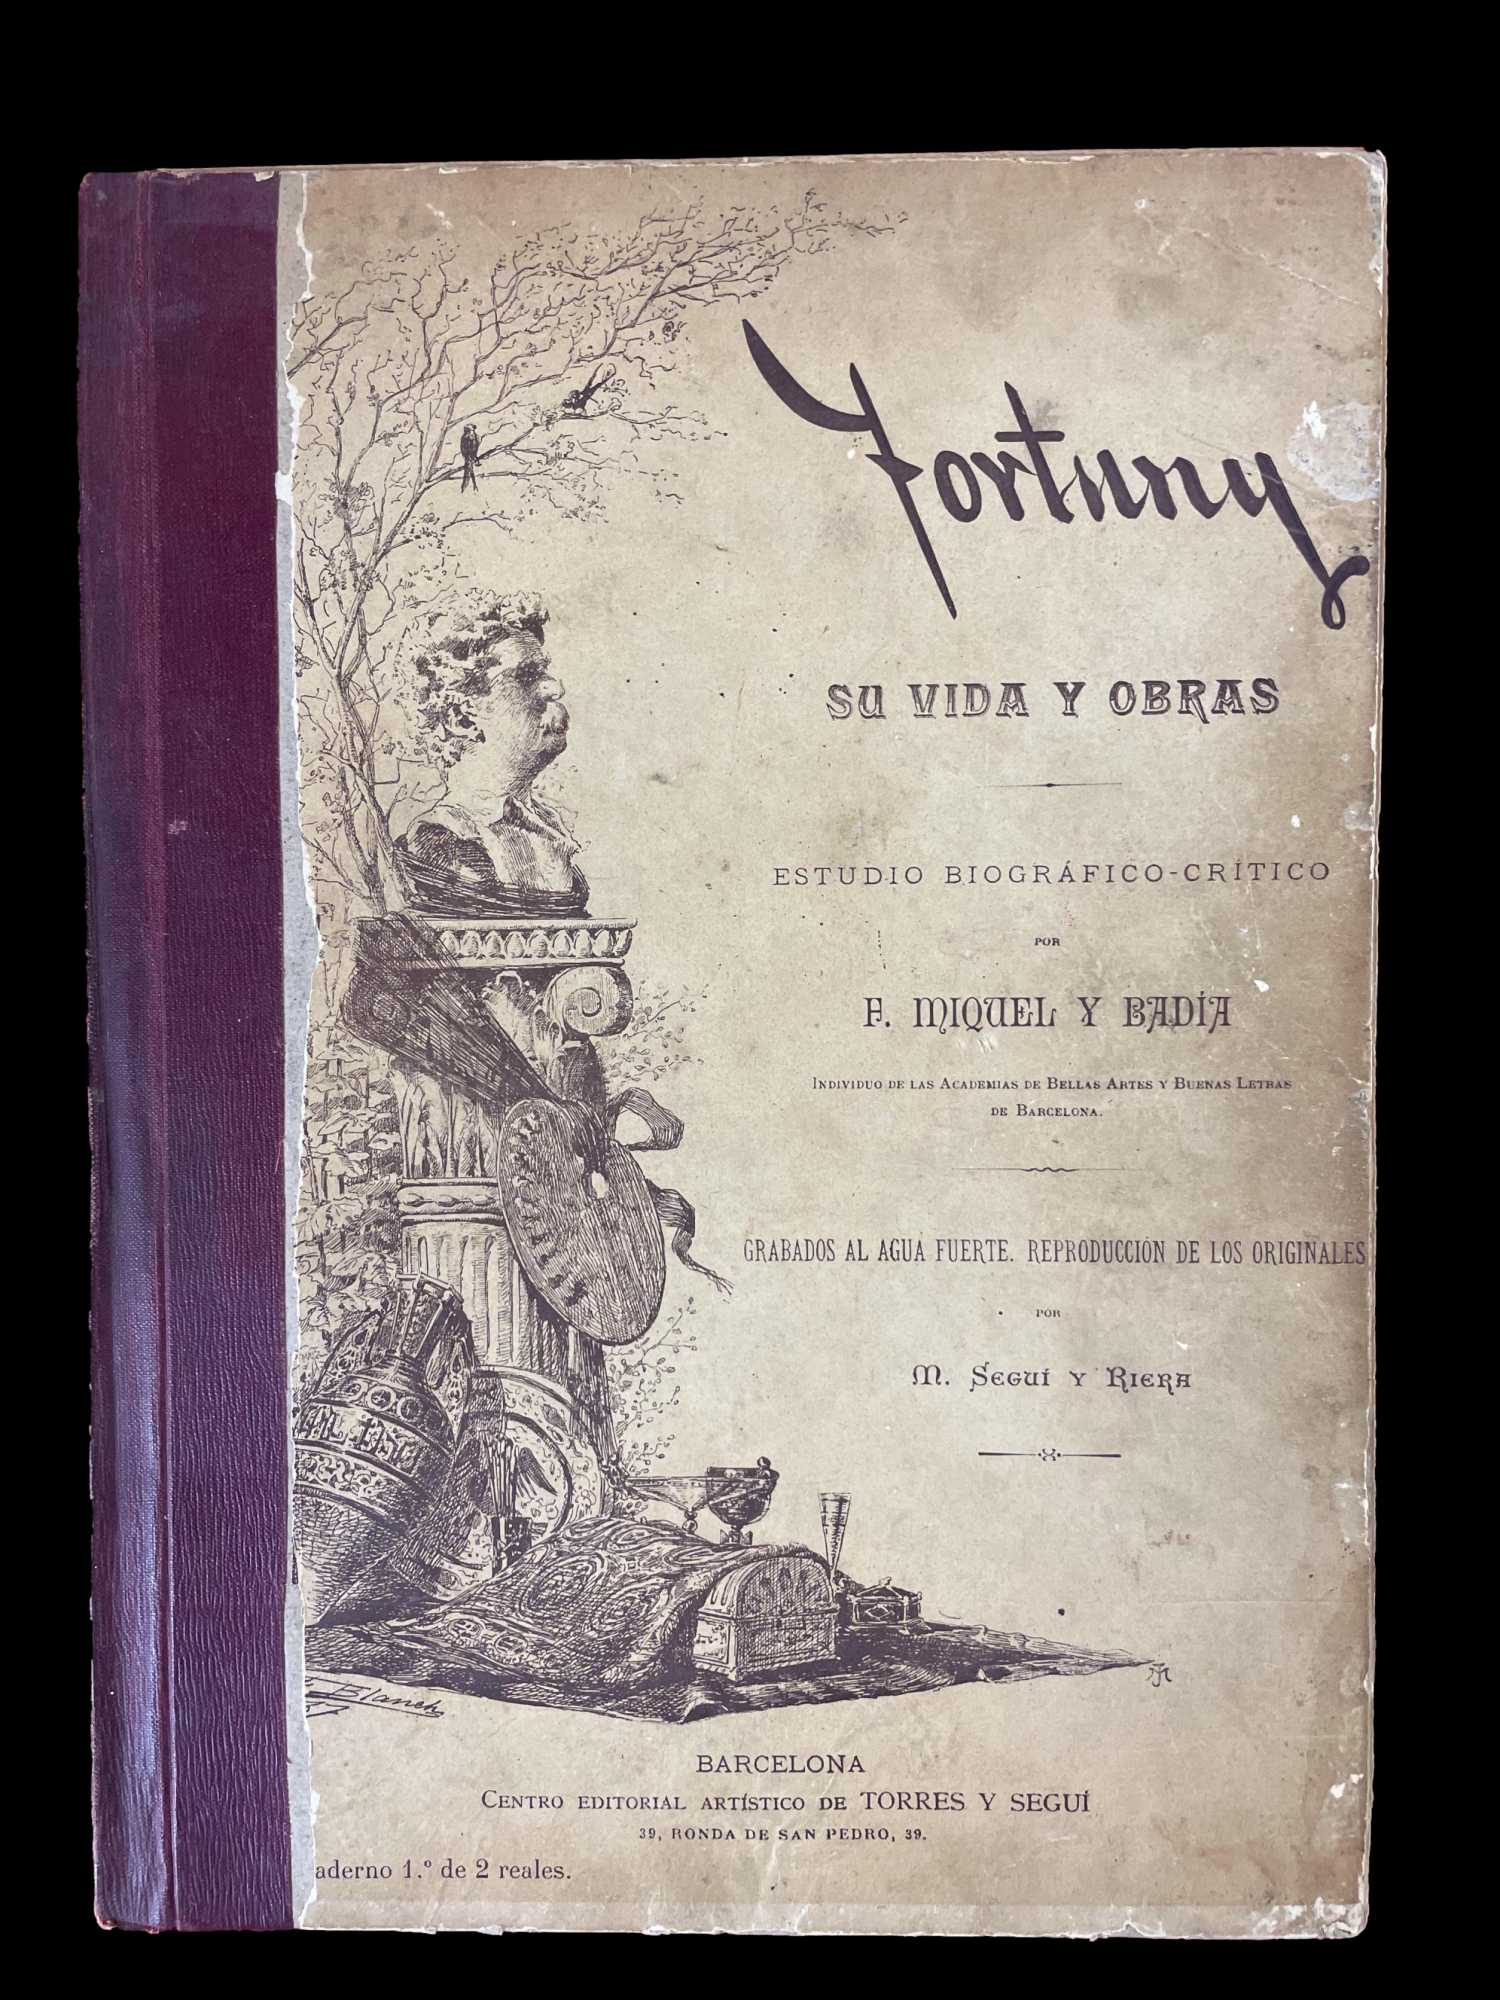 Fortuny
SU VIDA Y OBRAS
ESTUDIO BIOGRÁFICO-CRÍTICO
POR
F. MIQUEL Y BADÍA
INDIVIDUO DE LAS ACADEMIAS DE BELLAS ARTES Y BUENAS LETRAS
DE BARCELONA.
GRABADOS AL AGUA FUERTE. REPRODUCCIÓN DE LOS ORIGINALES
POR
M. SEGUÍ Y RIERA
Blanch
BARCELONA
CENTRO EDITORIAL ARTÍSTICO DE TORRES Y SEGUÍ
39, RONDA DE SAN PEDRO, 39.
aderno 1.º de 2 reales.